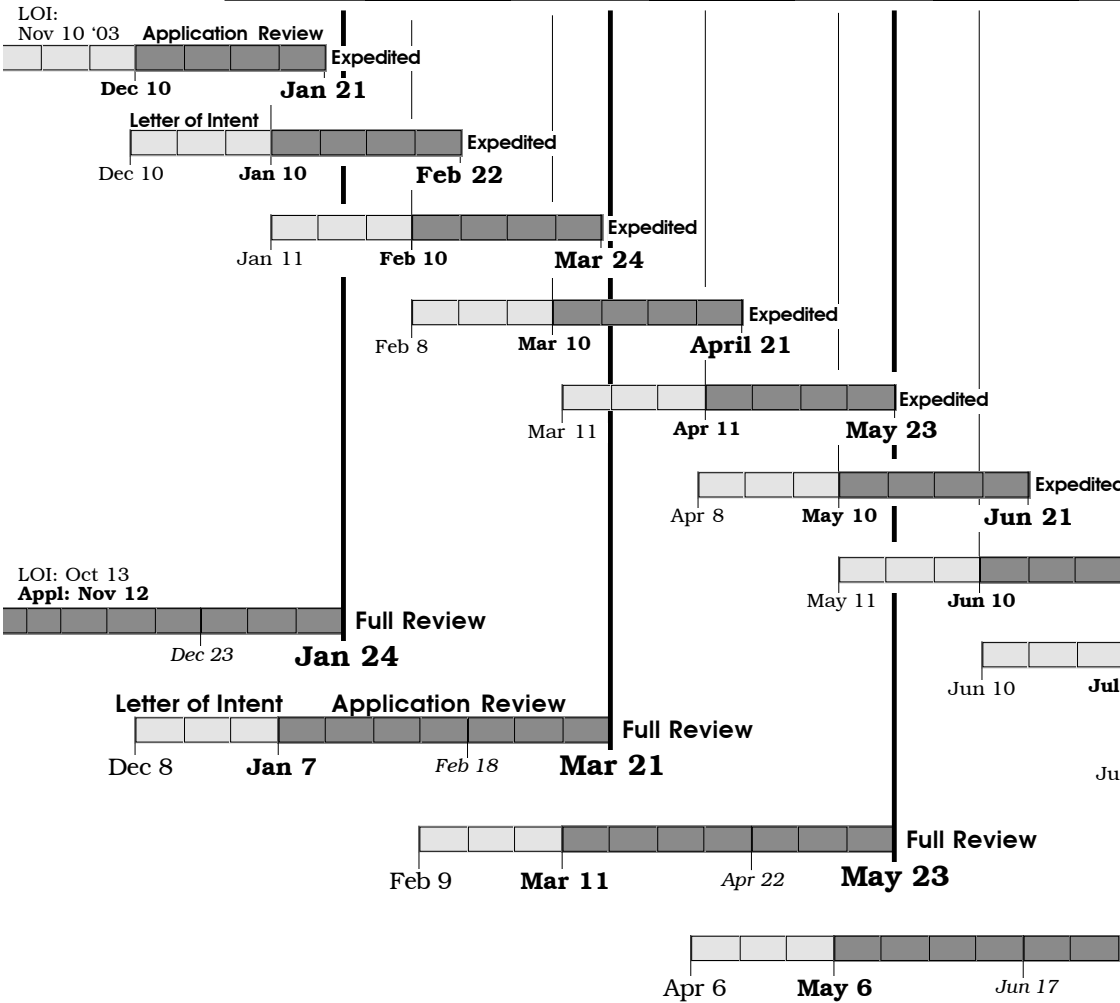 LOI:
Nov 10 ‘03 Application Review
Expedited
Dec 10 Jan 21
Letter of Intent
Expedited
Dec 10 Jan 10 Feb 22
Expedited
Jan 11 Feb 10 Mar 24
Expedited
Feb 8 Mar 10 April 21
Expedited
Mar 11 Apr 11 May 23
Expedited
Apr 8 May 10 Jun 21
LOI: Oct 13
Appl: Nov 12
May 11 Jun 10
Full Review
Dec 23 Jan 24
Jun 10 Jul
Letter of Intent Application Review
Full Review
Dec 8 Jan 7 Feb 18 Mar 21
Ju
Full Review
Feb 9 Mar 11 Apr 22 May 23
Apr 6 May 6 Jun 17